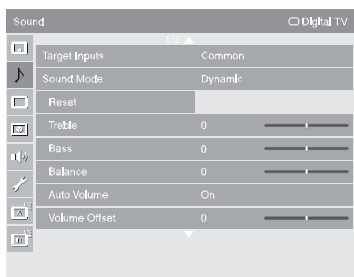 Sound Digital TV
1/2
Target Inputs Common
Sound Mode Dynamic
Reset
Treble 0
Bass 0
Balance 0
Auto Volume On
Volume Offset 0